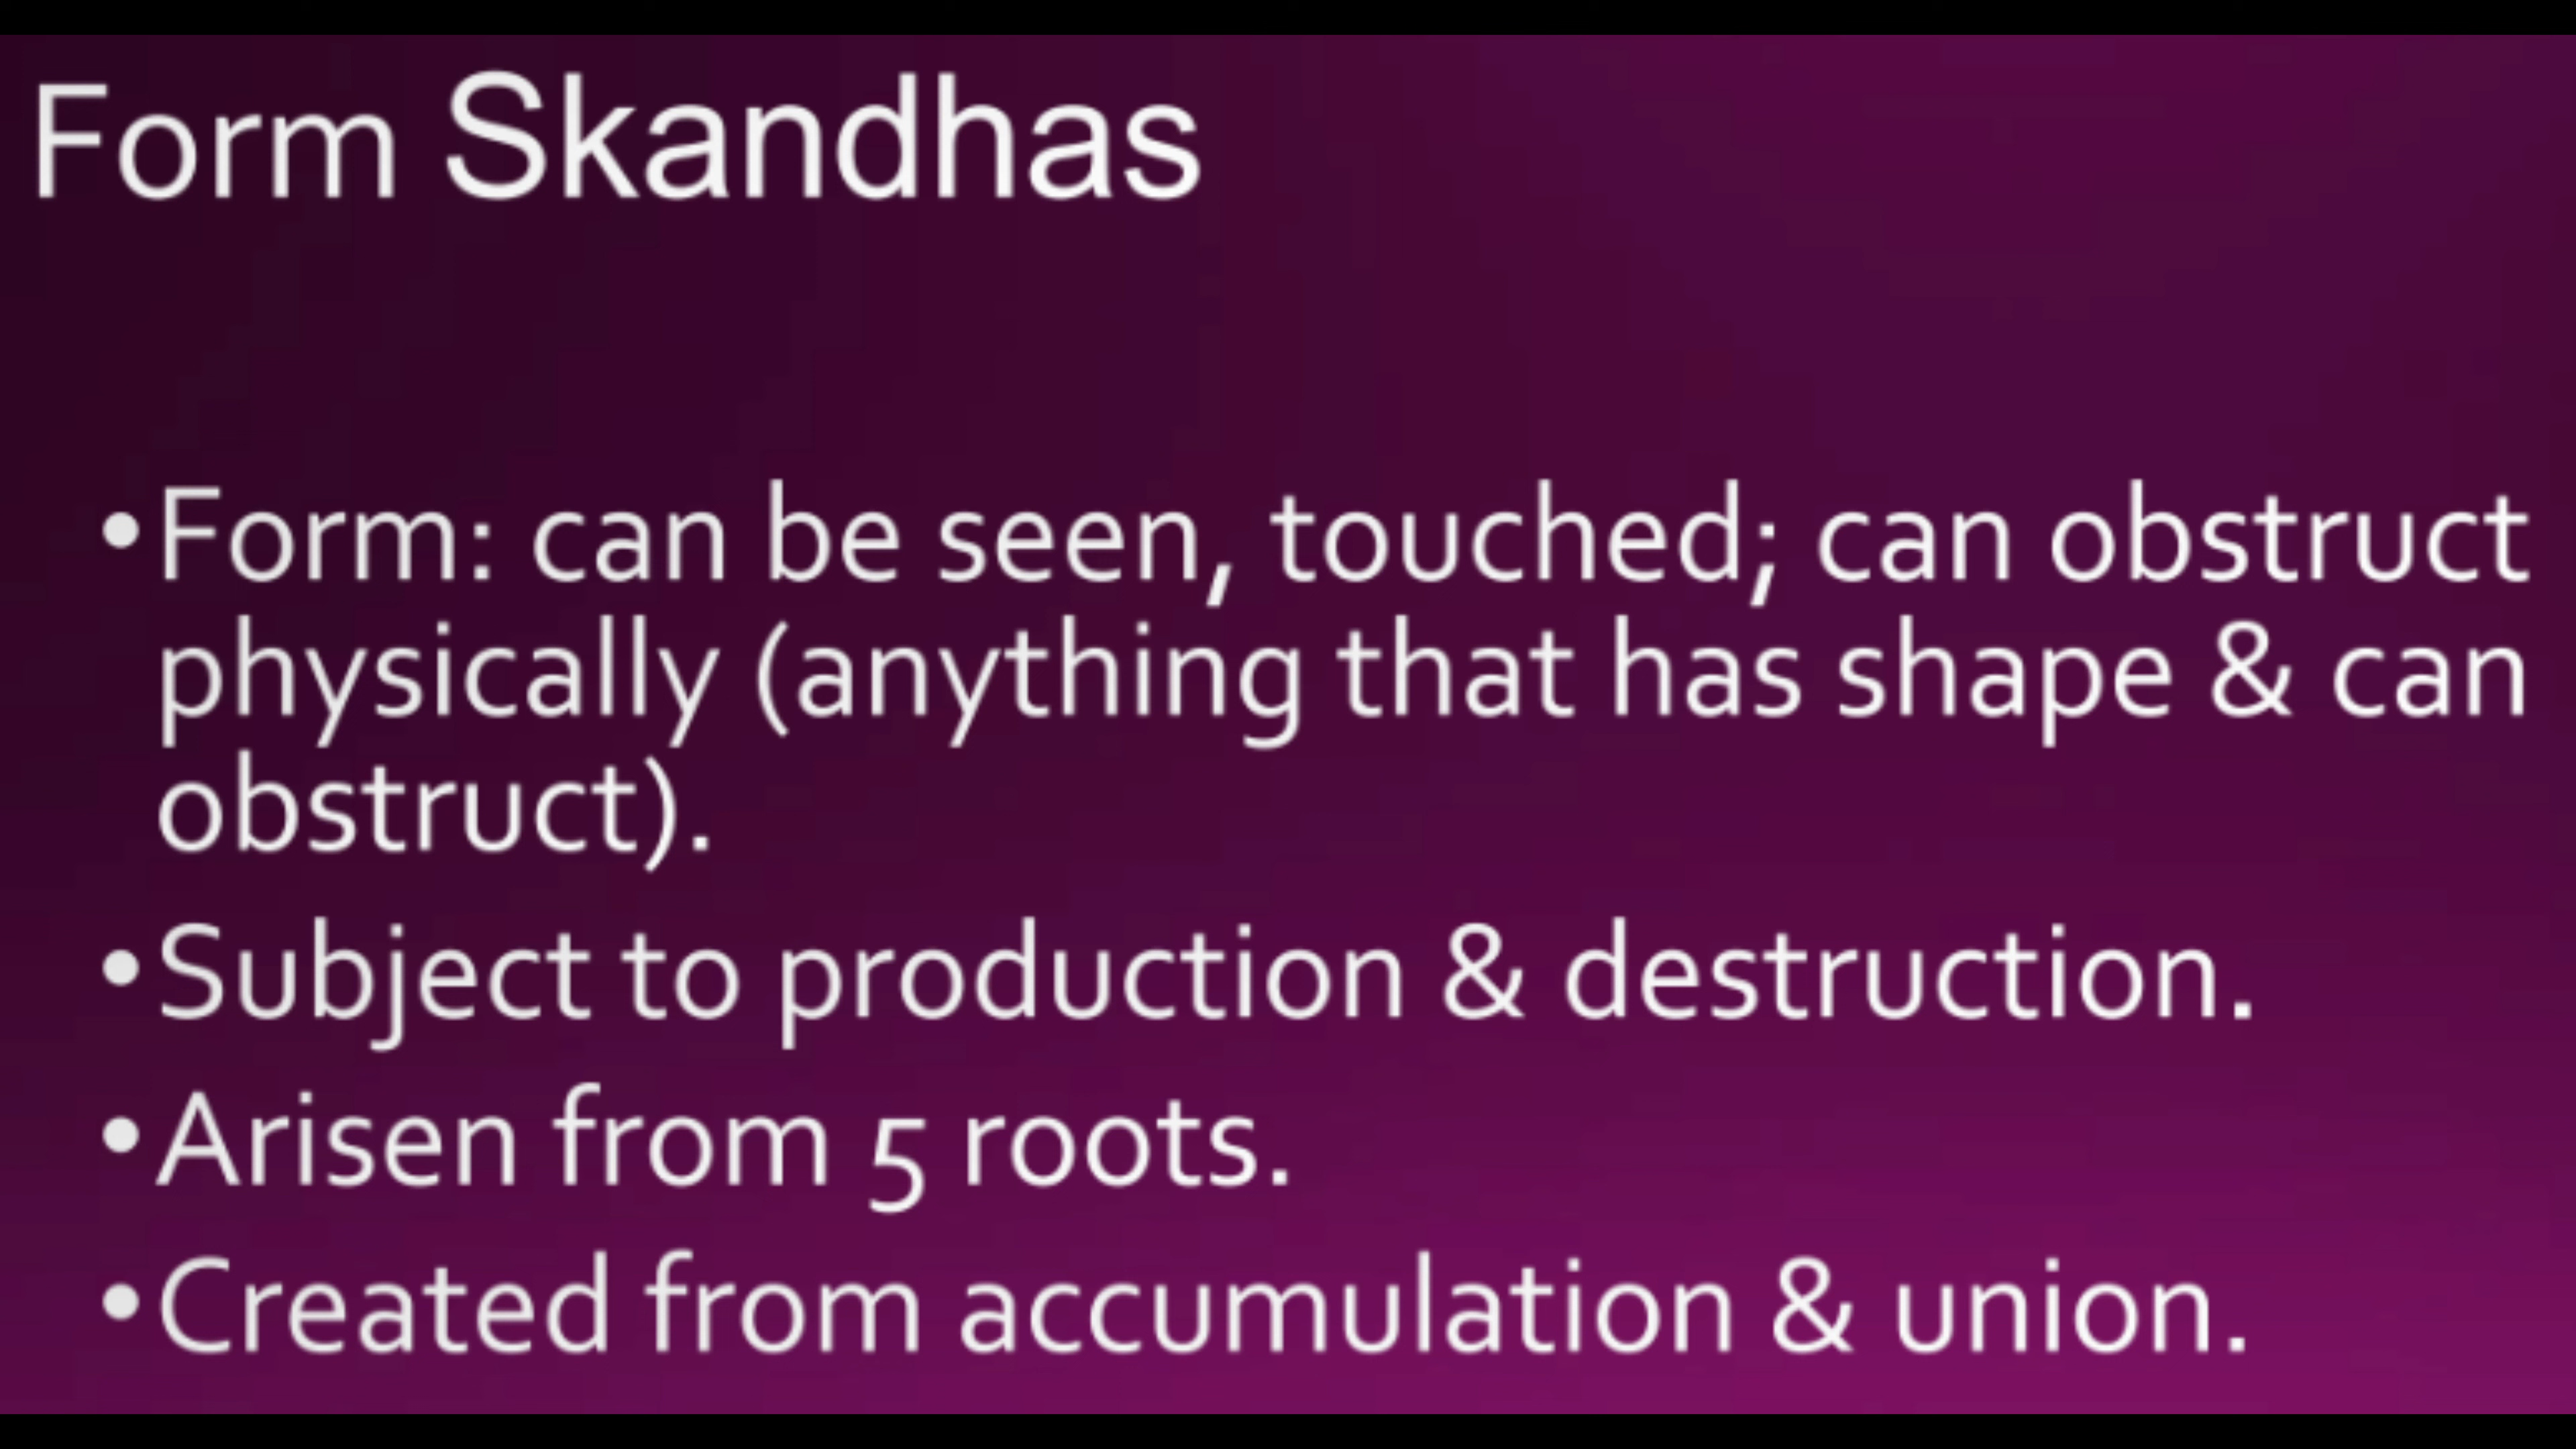 Form Skandhas
•Form: can be seen, touched; can obstruct
physically (anything that has shape & can
obstruct).
•Subject to production & destruction.
•Arisen from 5 roots.
•Created from accumulation & union.